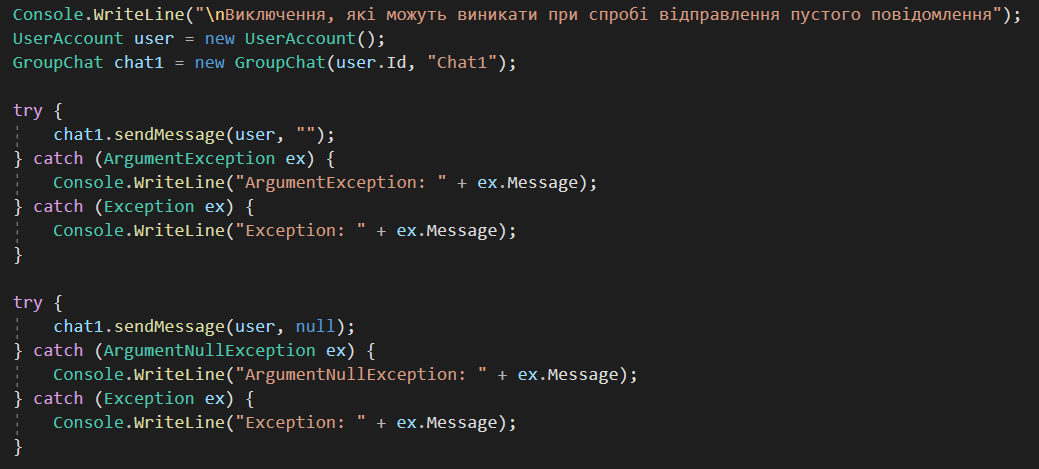 Console.WriteLine("\nВиключення, які можуть виникати при спробі відправлення пустого повідомлення");
UserAccount user = new UserAccount();
GroupChat chat1 = new GroupChat(user.Id, "Chat1");

try {
    chat1.sendMessage(user, "");
} catch (ArgumentException ex) {
    Console.WriteLine("ArgumentException: " + ex.Message);
} catch (Exception ex) {
    Console.WriteLine("Exception: " + ex.Message);
}

try {
    chat1.sendMessage(user, null);
} catch (ArgumentNullException ex) {
    Console.WriteLine("ArgumentNullException: " + ex.Message);
} catch (Exception ex) {
    Console.WriteLine("Exception: " + ex.Message);
}